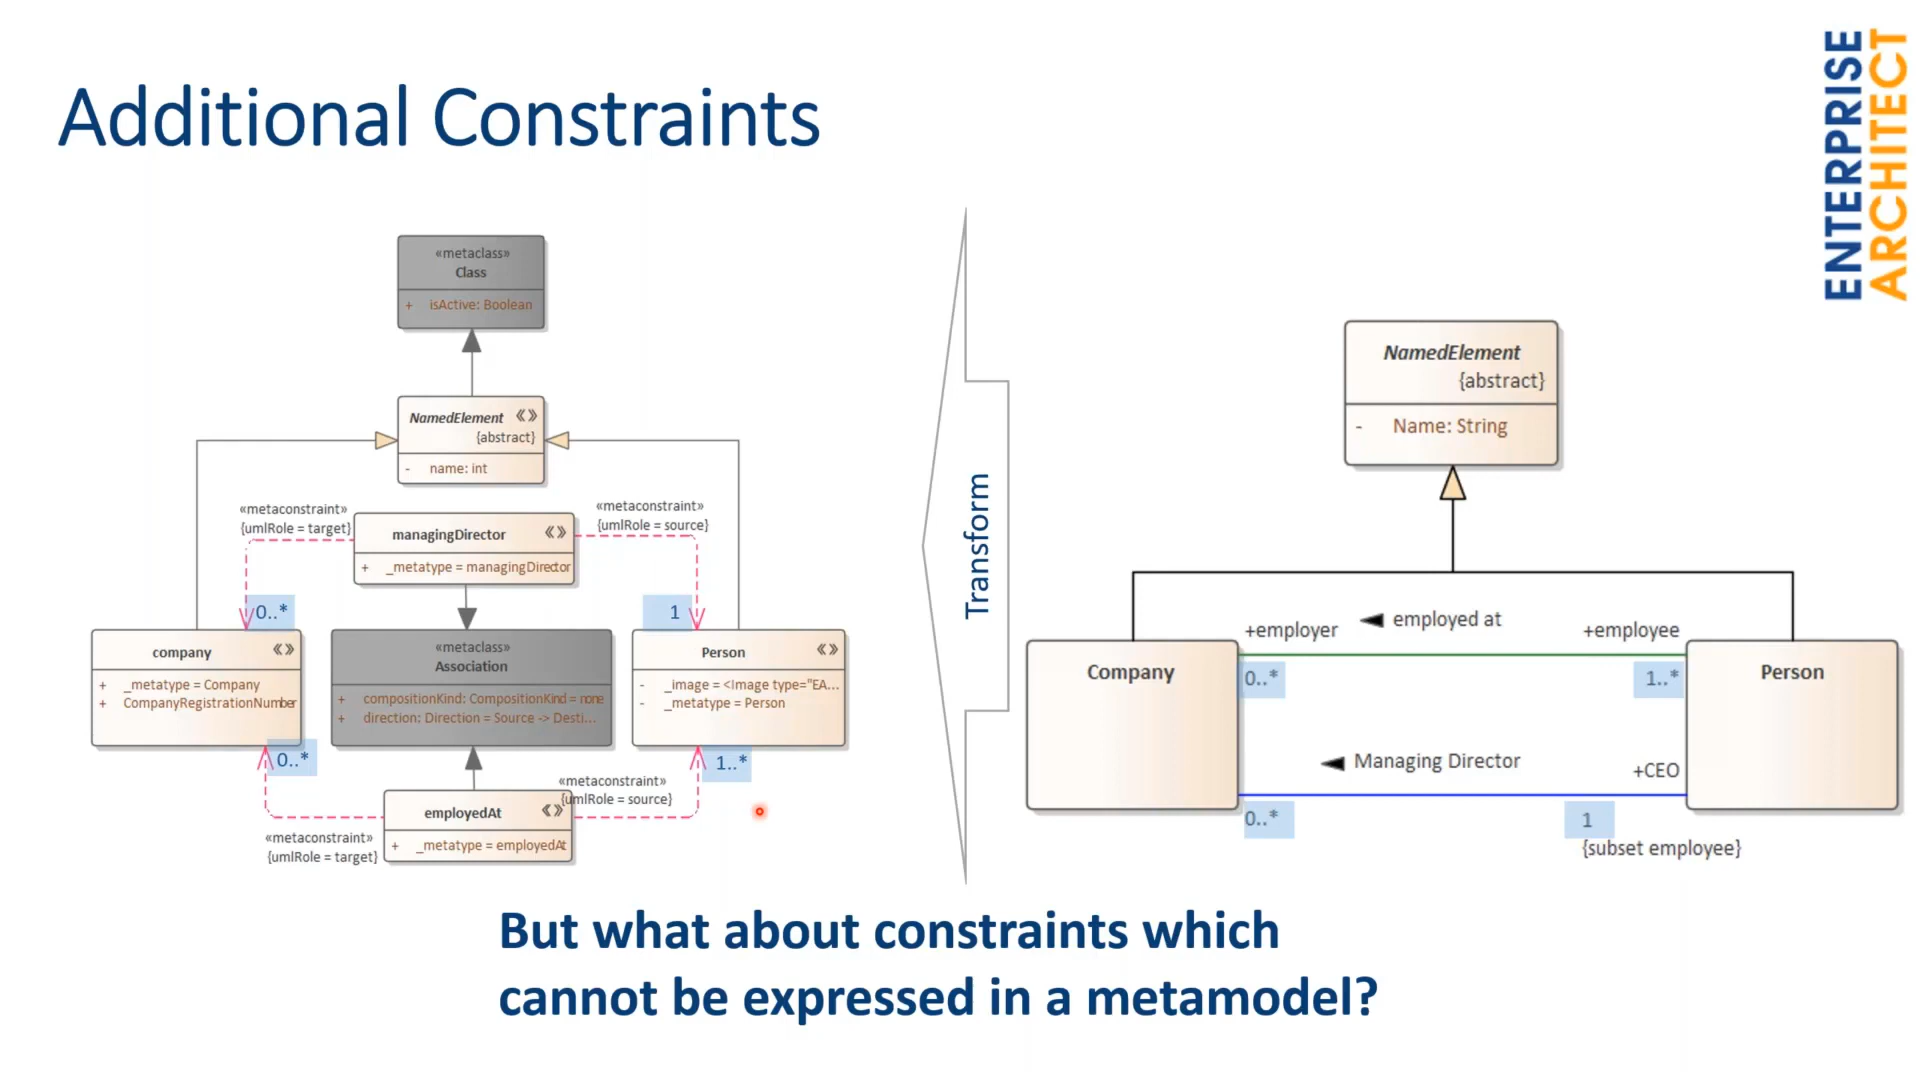 Additional Constraints
ENTERPRISE
ARCHITECT
«metaclass»
Class
+ isActive: Boolean
NamedElement
{abstract}
- name: int
«metaconstraint»
{umlRole = target}
«metaconstraint»
{umlRole = source}
managingDirector
+ _metatype = managingDirector
0..*
1
company
+ _metatype = Company
+ CompanyRegistrationNumber
«metaclass»
Association
+ compositionKind: CompositionKind = none
+ direction: Direction = Source -> Desti...
Person
- _image = <Image type="EA...
- _metatype = Person
0..*
1..*
«metaconstraint»
{umlRole = source}
employedAt
+ _metatype = employedAt
«metaconstraint»
{umlRole = target}
Transform
NamedElement
{abstract}
- Name: String
employed at
+employer
+employee
Company
Person
0..*
1..*
Managing Director
+CEO
0..*
1
{subset employee}
But what about constraints which
cannot be expressed in a metamodel?